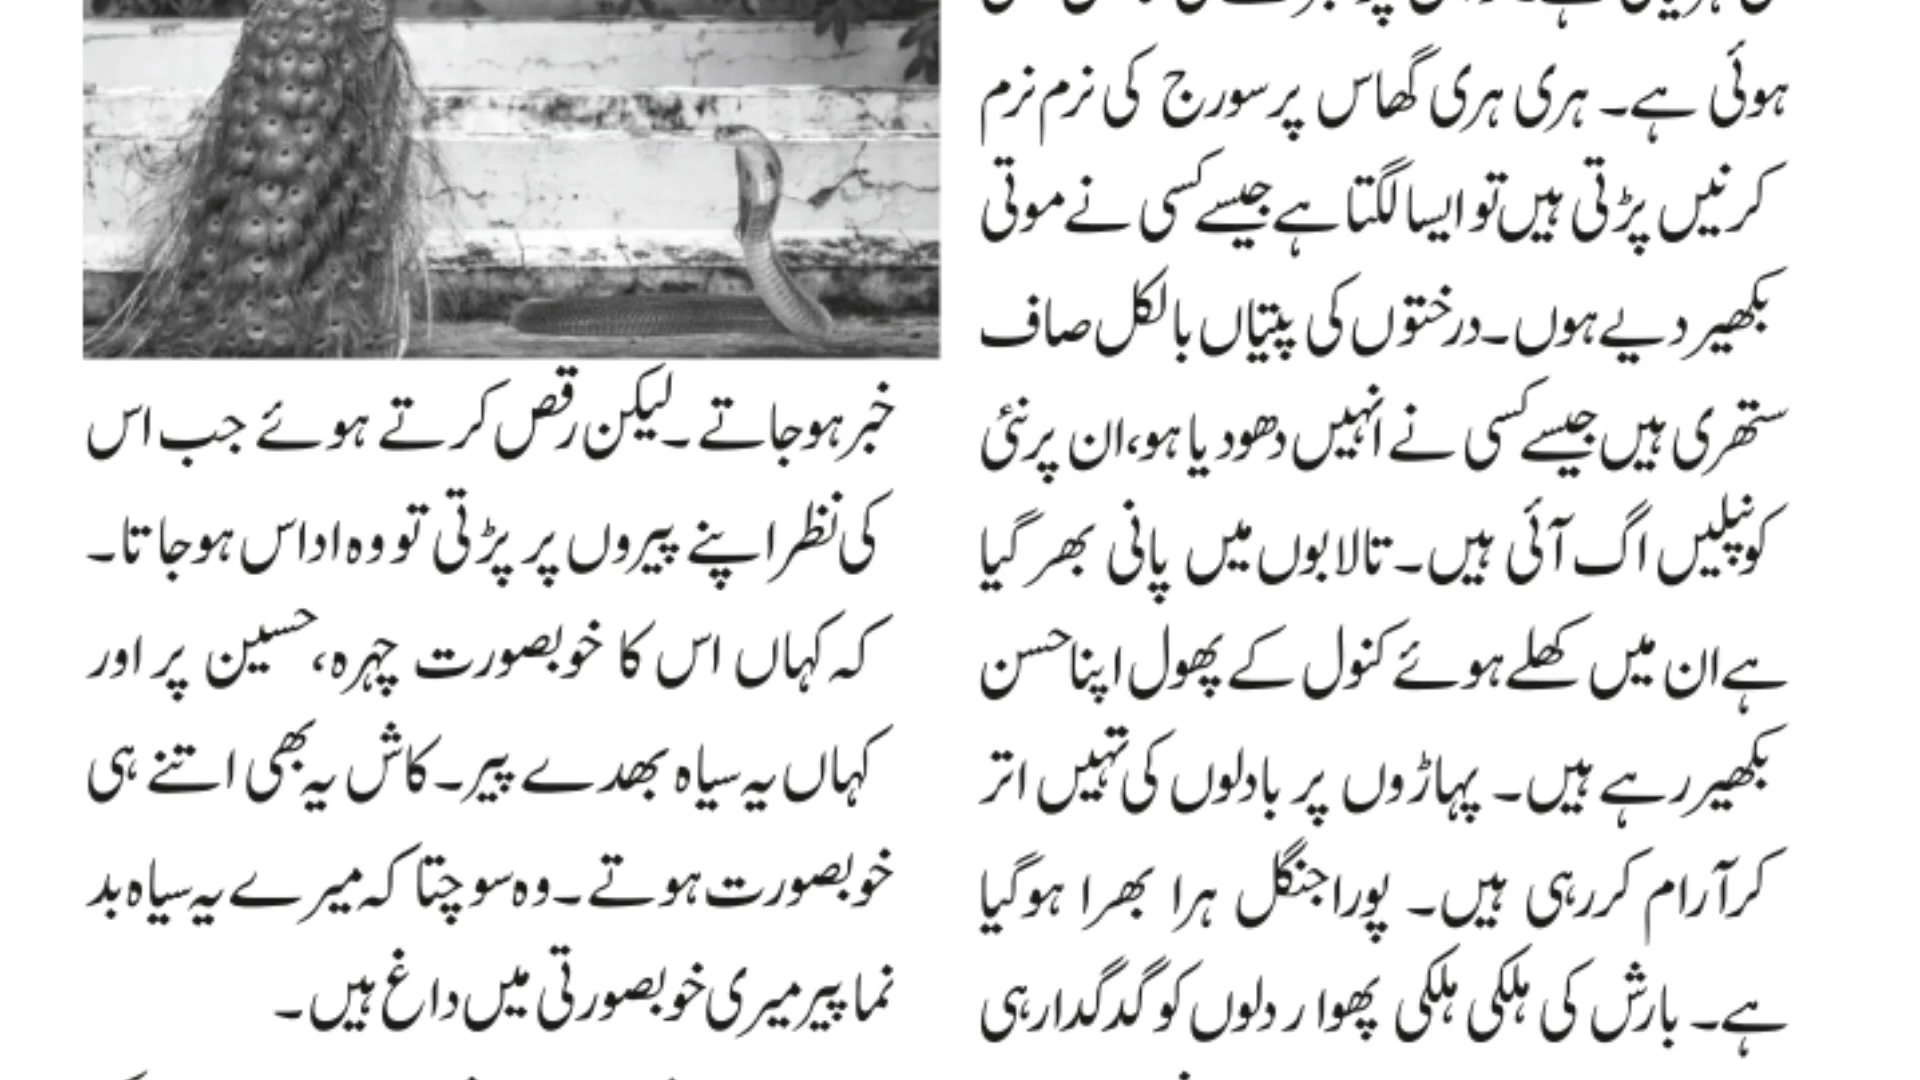 ہوئی ہے۔ ہری ہری گھاس پر سورج کی نرم نرم
کرنیں پڑتی ہیں تو ایسا لگتا ہے جیسے کسی نے موتی
بکھیر دیے ہوں۔ درختوں کی پیتیاں بالکل صاف
ستھری ہیں جیسے کسی نے انہیں دھو دیا ہو، ان پر نئی
کونپلیں اگ آئی ہیں۔ تالابوں میں پانی بھر گیا
ہے ان میں کھلے ہوئے کنول کے پھول اپنا حسن
بکھیر رہے ہیں۔ پہاڑوں پر بادلوں کی تہیں اتر
کر آرام کر رہی ہیں۔ پورا جنگل ہرا بھرا ہوگیا
ہے۔ بارش کی ہلکی ہلکی پھوار دلوں کو گدگدا رہی
خبر ہوجاتے۔ لیکن رقص کرتے ہوئے جب اس
کی نظر اپنے پیروں پر پڑتی تو وہ اداس ہوجاتا۔
کہ کہاں اس کا خوبصورت چہرہ، حسین پر اور
کہاں یہ سیاہ بھدے پیر۔ کاش یہ بھی اتنے ہی
خوبصورت ہوتے۔ وہ سوچتا کہ میرے یہ سیاہ بد
نما پیر میری خوبصورتی میں داغ ہیں۔